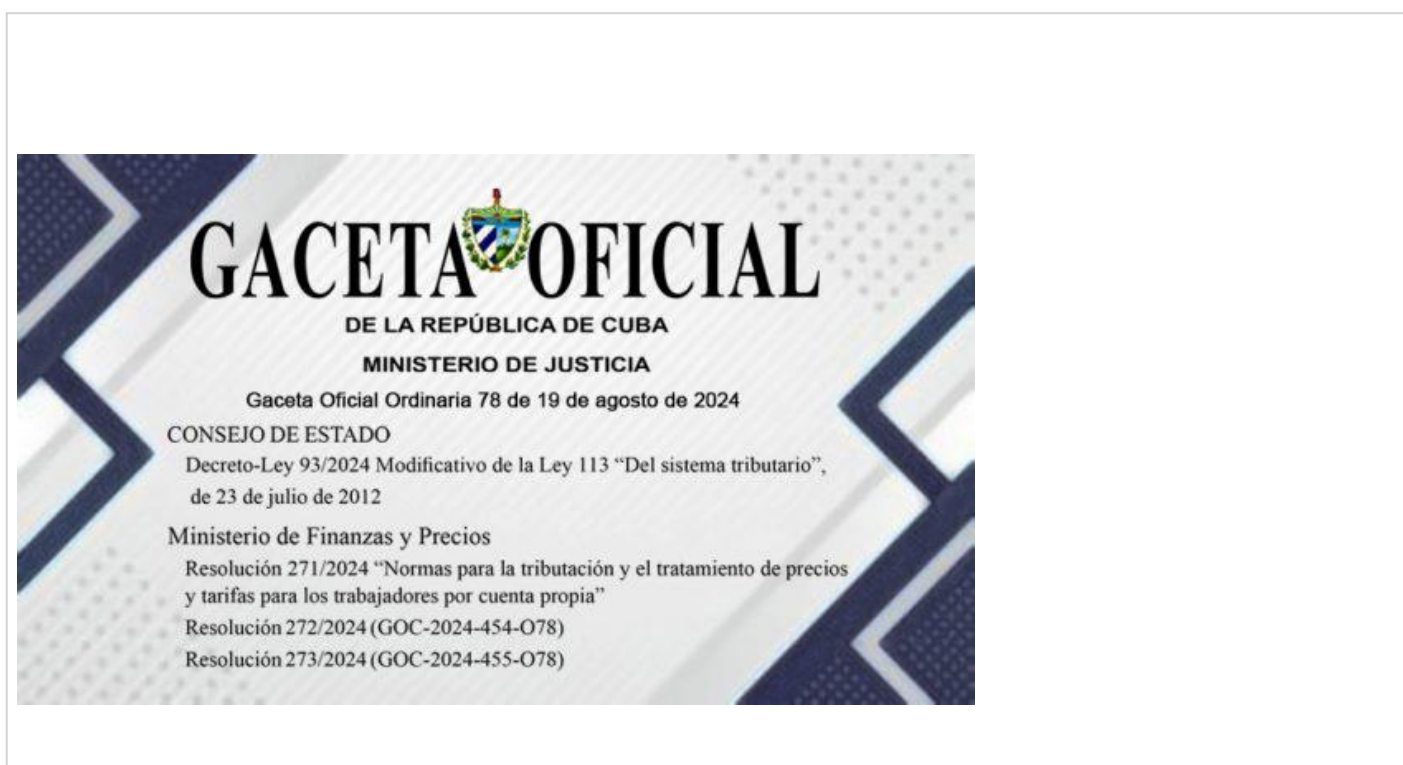 GACETA OFICIAL
DE LA REPÚBLICA DE CUBA
MINISTERIO DE JUSTICIA
Gaceta Oficial Ordinaria 78 de 19 de agosto de 2024
CONSEJO DE ESTADO
Decreto-Ley 93/2024 Modificativo de la Ley 113 “Del sistema tributario”,
de 23 de julio de 2012
Ministerio de Finanzas y Precios
Resolución 271/2024 “Normas para la tributación y el tratamiento de precios
y tarifas para los trabajadores por cuenta propia”
Resolución 272/2024 (GOC-2024-454-O78)
Resolución 273/2024 (GOC-2024-455-O78)